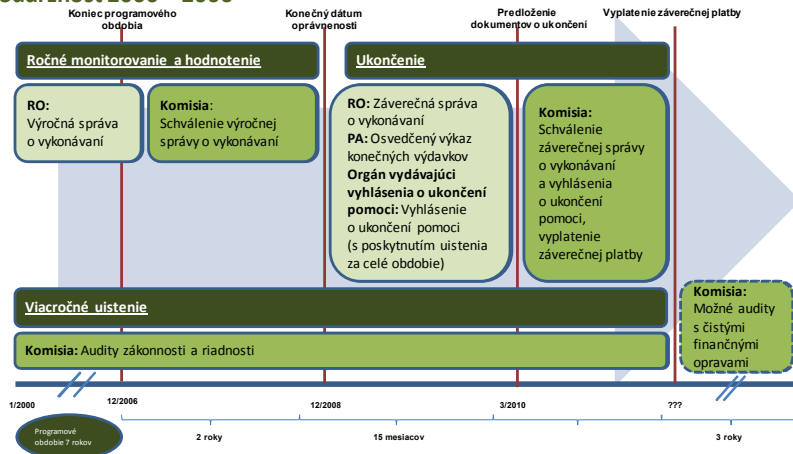 2000 – 2006
Koniec programového
obdobia
Konečný dátum
oprávnenosti
Predloženie
dokumentov o ukončení
Vyplatenie záverečnej platby
Ročné monitorovanie a hodnotenie
Ukončenie
RO:
Výročná správa
o vykonávaní
Komisia:
Schválenie výročnej
správy o vykonávaní
RO: Záverečná správa
o vykonávaní
PA: Osvedčený výkaz
konečných výdavkov
Orgán vydávajúci
vyhlásenia o ukončení
pomoci: Vyhlásenie
o ukončení pomoci
(s poskytnutím uistenia
za celé obdobie)
Komisia:
Schválenie
záverečnej správy
o vykonávaní
a vyhlásenia
o ukončení
pomoci,
vyplatenie
záverečnej platby
Viacročné uistenie
Komisia: Audity zákonnosti a riadnosti
Komisia:
Možné audity
s čistými
finančnými
opravami
1/2000
12/2006
12/2008
3/2010
???
Programové
obdobie 7 rokov
2 roky
15 mesiacov
3 roky